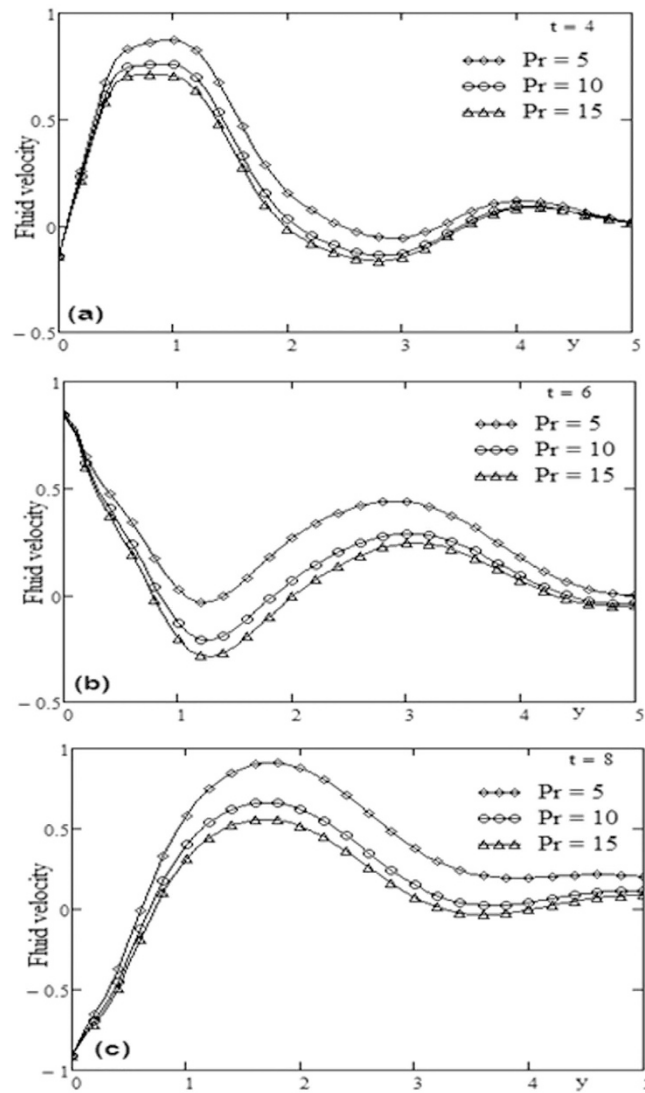 1
t = 4
Pr = 5
Pr = 10
Pr = 15
0.5
Fluid velocity
0
(a)
− 0.5
0 1 2 3 4 y 5
1
t = 6
Pr = 5
Pr = 10
Pr = 15
0.5
Fluid velocity
0
(b)
− 0.5
0 1 2 3 4 y 5
1
t = 8
Pr = 5
Pr = 10
Pr = 15
0.5
Fluid velocity
0
− 0.5
(c)
− 1
0 1 2 3 4 y